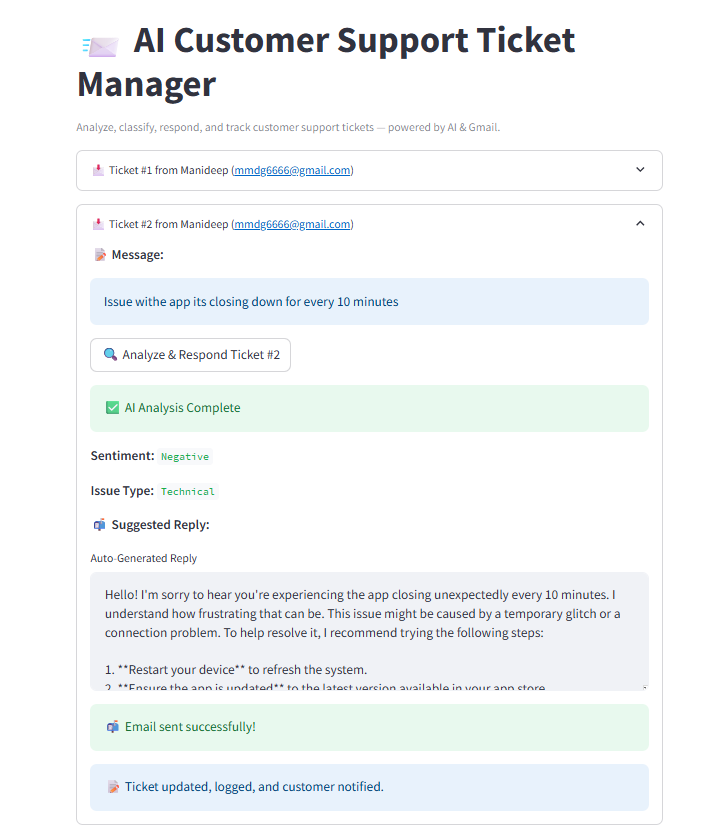 AI Customer Support Ticket
Manager
Analyze, classify, respond, and track customer support tickets — powered by AI & Gmail.
Ticket #1 from Manideep (mmdg6666@gmail.com)
Ticket #2 from Manideep (mmdg6666@gmail.com)
Message:
Issue withe app its closing down for every 10 minutes
Analyze & Respond Ticket #2
AI Analysis Complete
Sentiment: Negative
Issue Type: Technical
Suggested Reply:
Auto-Generated Reply
Hello! I'm sorry to hear you're experiencing the app closing unexpectedly every 10 minutes. I
understand how frustrating that can be. This issue might be caused by a temporary glitch or a
connection problem. To help resolve it, I recommend trying the following steps:
1. **Restart your device** to refresh the system.
2. **Ensure the app is updated** to the latest version available in your app store.
Email sent successfully!
Ticket updated, logged, and customer notified.